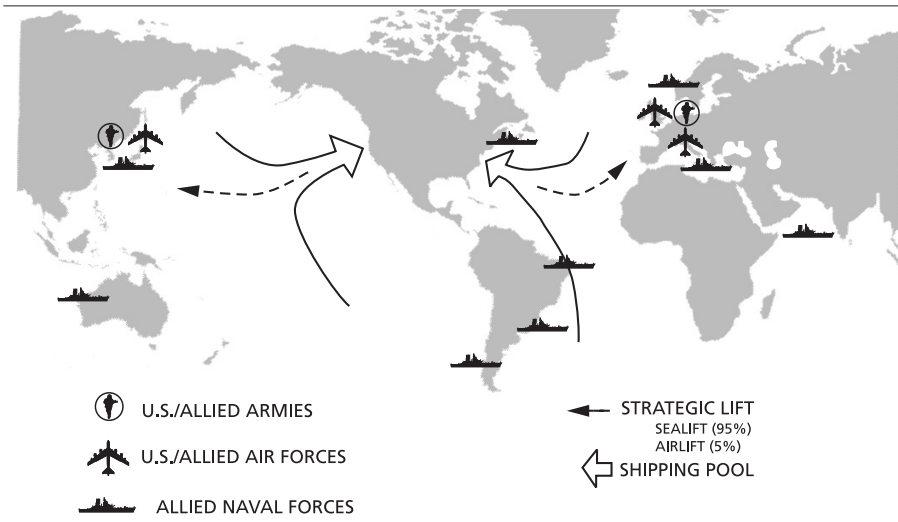 U.S./ALLIED ARMIES
U.S./ALLIED AIR FORCES
ALLIED NAVAL FORCES
STRATEGIC LIFT
SEALIFT (95%)
AIRLIFT (5%)
SHIPPING POOL